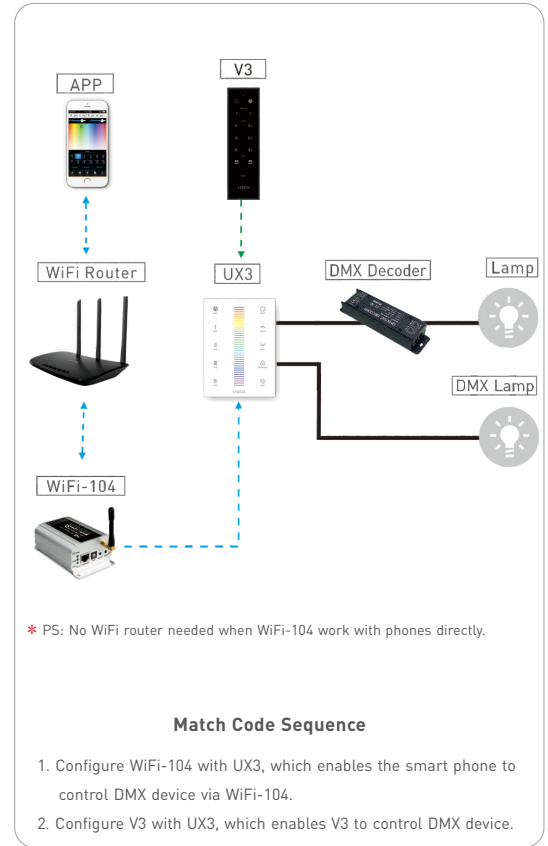 APP
V3
WiFi Router
UX3
DMX Decoder
Lamp
DMX Lamp
WiFi-104
LTECH
* PS: No WiFi router needed when WiFi-104 work with phones directly.
Match Code Sequence
1. Configure WiFi-104 with UX3, which enables the smart phone to
control DMX device via WiFi-104.
2. Configure V3 with UX3, which enables V3 to control DMX device.